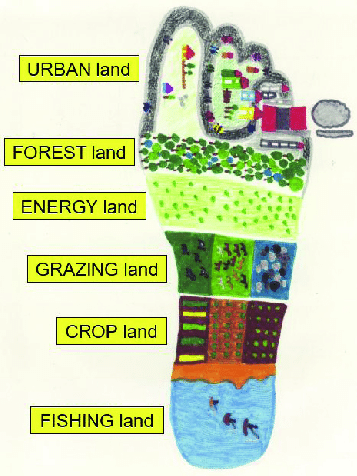 URBAN land
FOREST land
ENERGY land
GRAZING land
CROP land
FISHING land